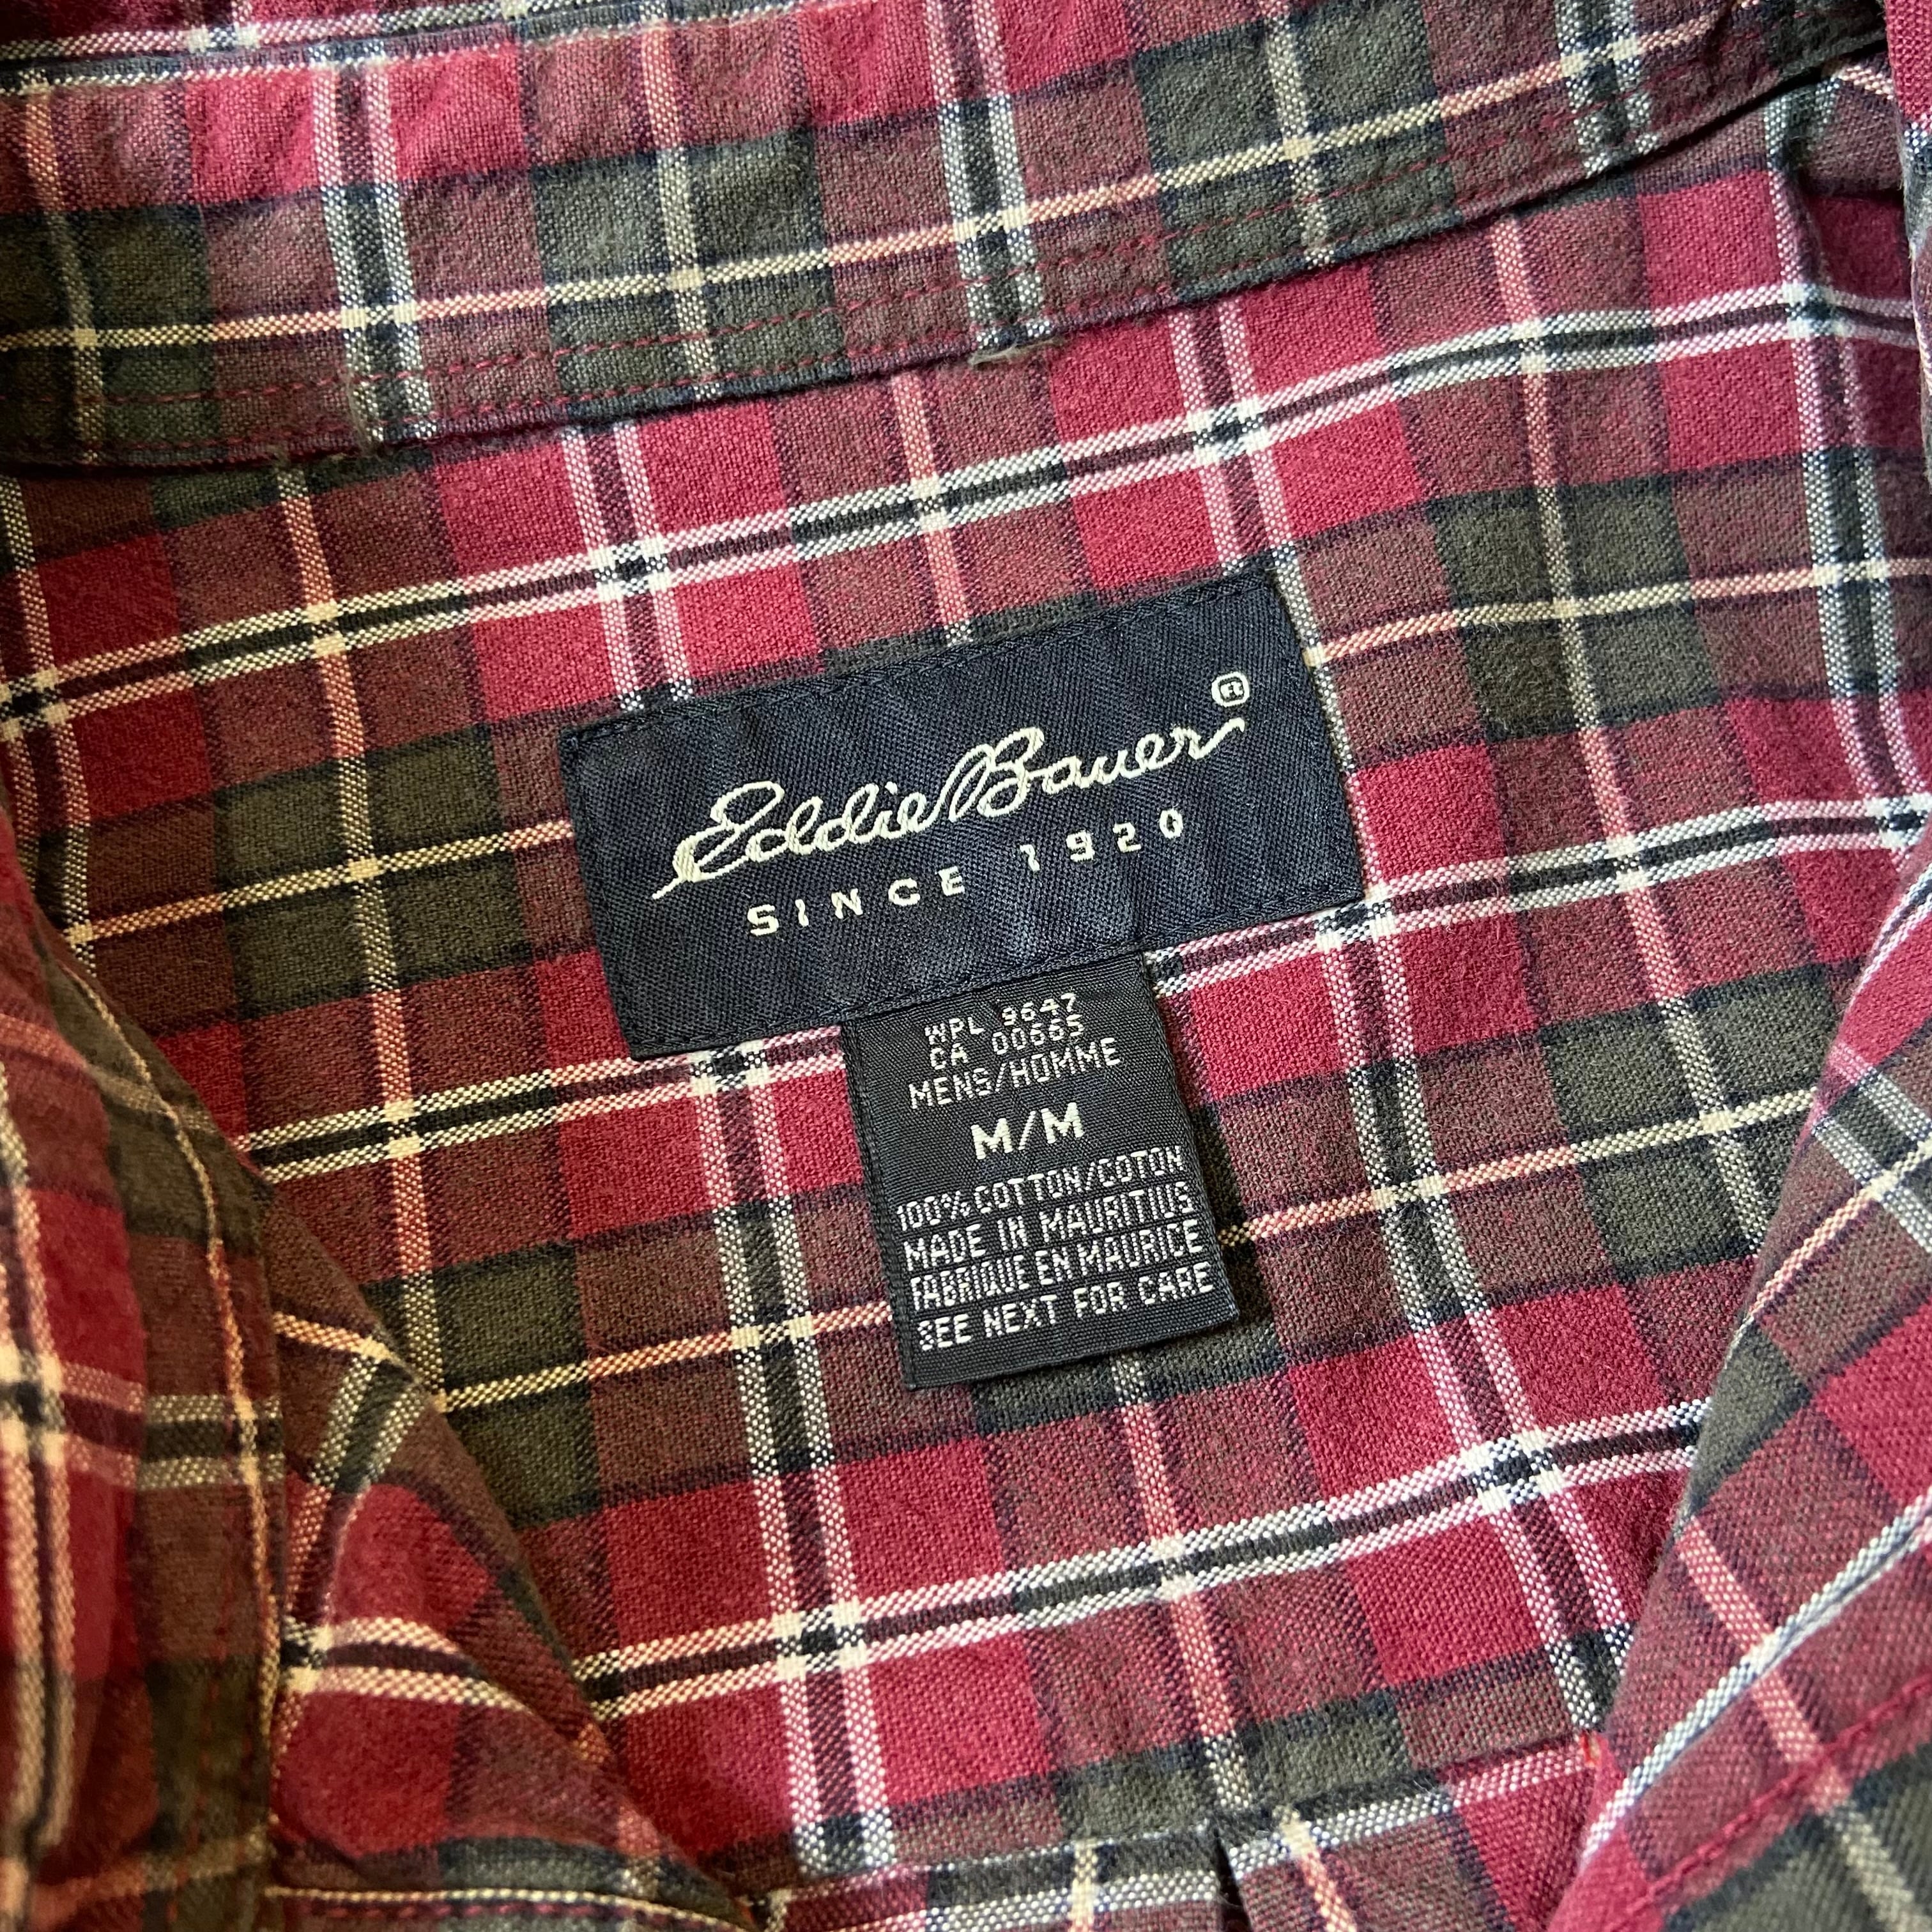 Eddie Bauer®
SINCE 1920
WPL 9647
CA 00665
MENS/HOMME
M/M
100% COTTON/COTON
MADE IN MAURITIUS
FABRIQUE EN MAURICE
SEE NEXT FOR CARE